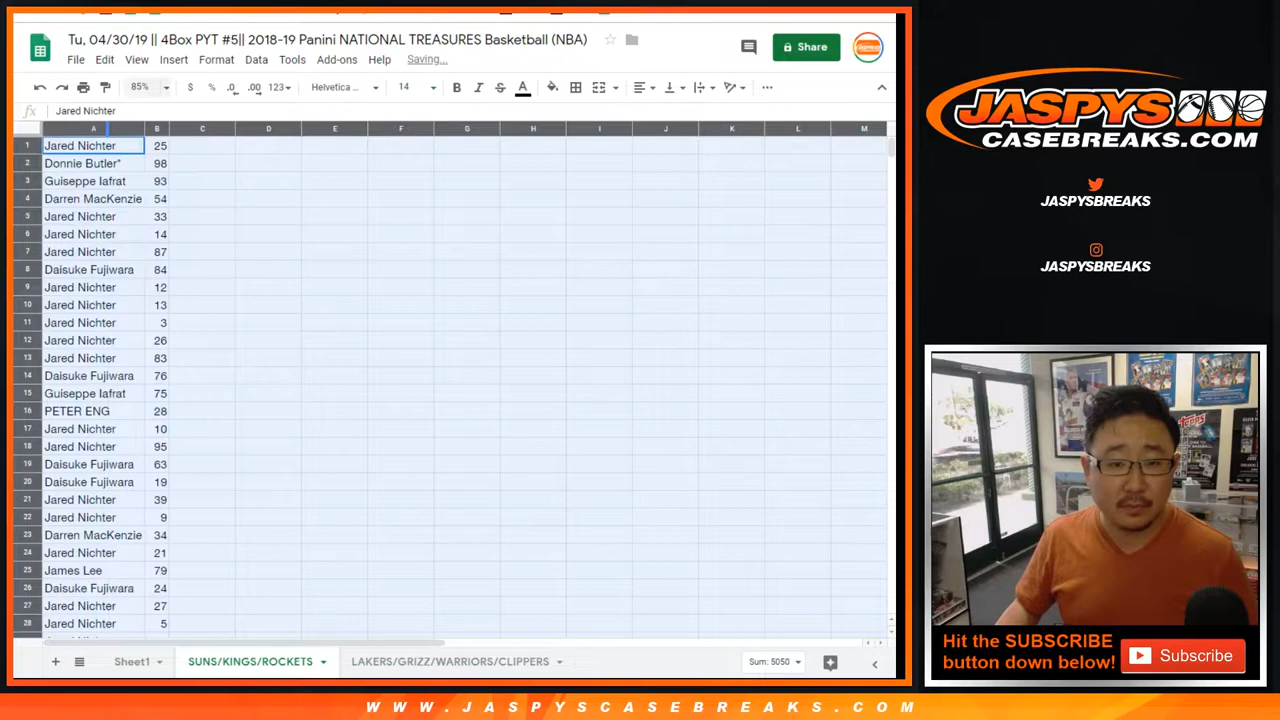 Tu, 04/30/19 || 4Box PYT #5|| 2018-19 Panini NATIONAL TREASURES Basketball (NBA)
Share
File Edit View Insert Format Data Tools Add-ons Help Saving...
85% $ % .0 .00 123 Helvetica ... 14 B I S A
fx Jared Nichter
A B C D E F G H I J K L M
1 Jared Nichter 25
2 Donnie Butler* 98
3 Guiseppe Iafrat 93
4 Darren MacKenzie 54
5 Jared Nichter 33
6 Jared Nichter 14
7 Jared Nichter 87
8 Daisuke Fujiwara 84
9 Jared Nichter 12
10 Jared Nichter 13
11 Jared Nichter 3
12 Jared Nichter 26
13 Jared Nichter 83
14 Daisuke Fujiwara 76
15 Guiseppe Iafrat 75
16 PETER ENG 28
17 Jared Nichter 10
18 Jared Nichter 95
19 Daisuke Fujiwara 63
20 Daisuke Fujiwara 19
21 Jared Nichter 39
22 Jared Nichter 9
23 Darren MacKenzie 34
24 Jared Nichter 21
25 James Lee 79
26 Daisuke Fujiwara 24
27 Jared Nichter 27
28 Jared Nichter 5
Sheet1 SUNS/KINGS/ROCKETS LAKERS/GRIZZ/WARRIORS/CLIPPERS Sum: 5050
JASPYS
CASEBREAKS.COM
JASPYSBREAKS
JASPYSBREAKS
topps
Hit the SUBSCRIBE
button down below!
Subscribe
WWW.JASPYSCASEBREAKS.COM